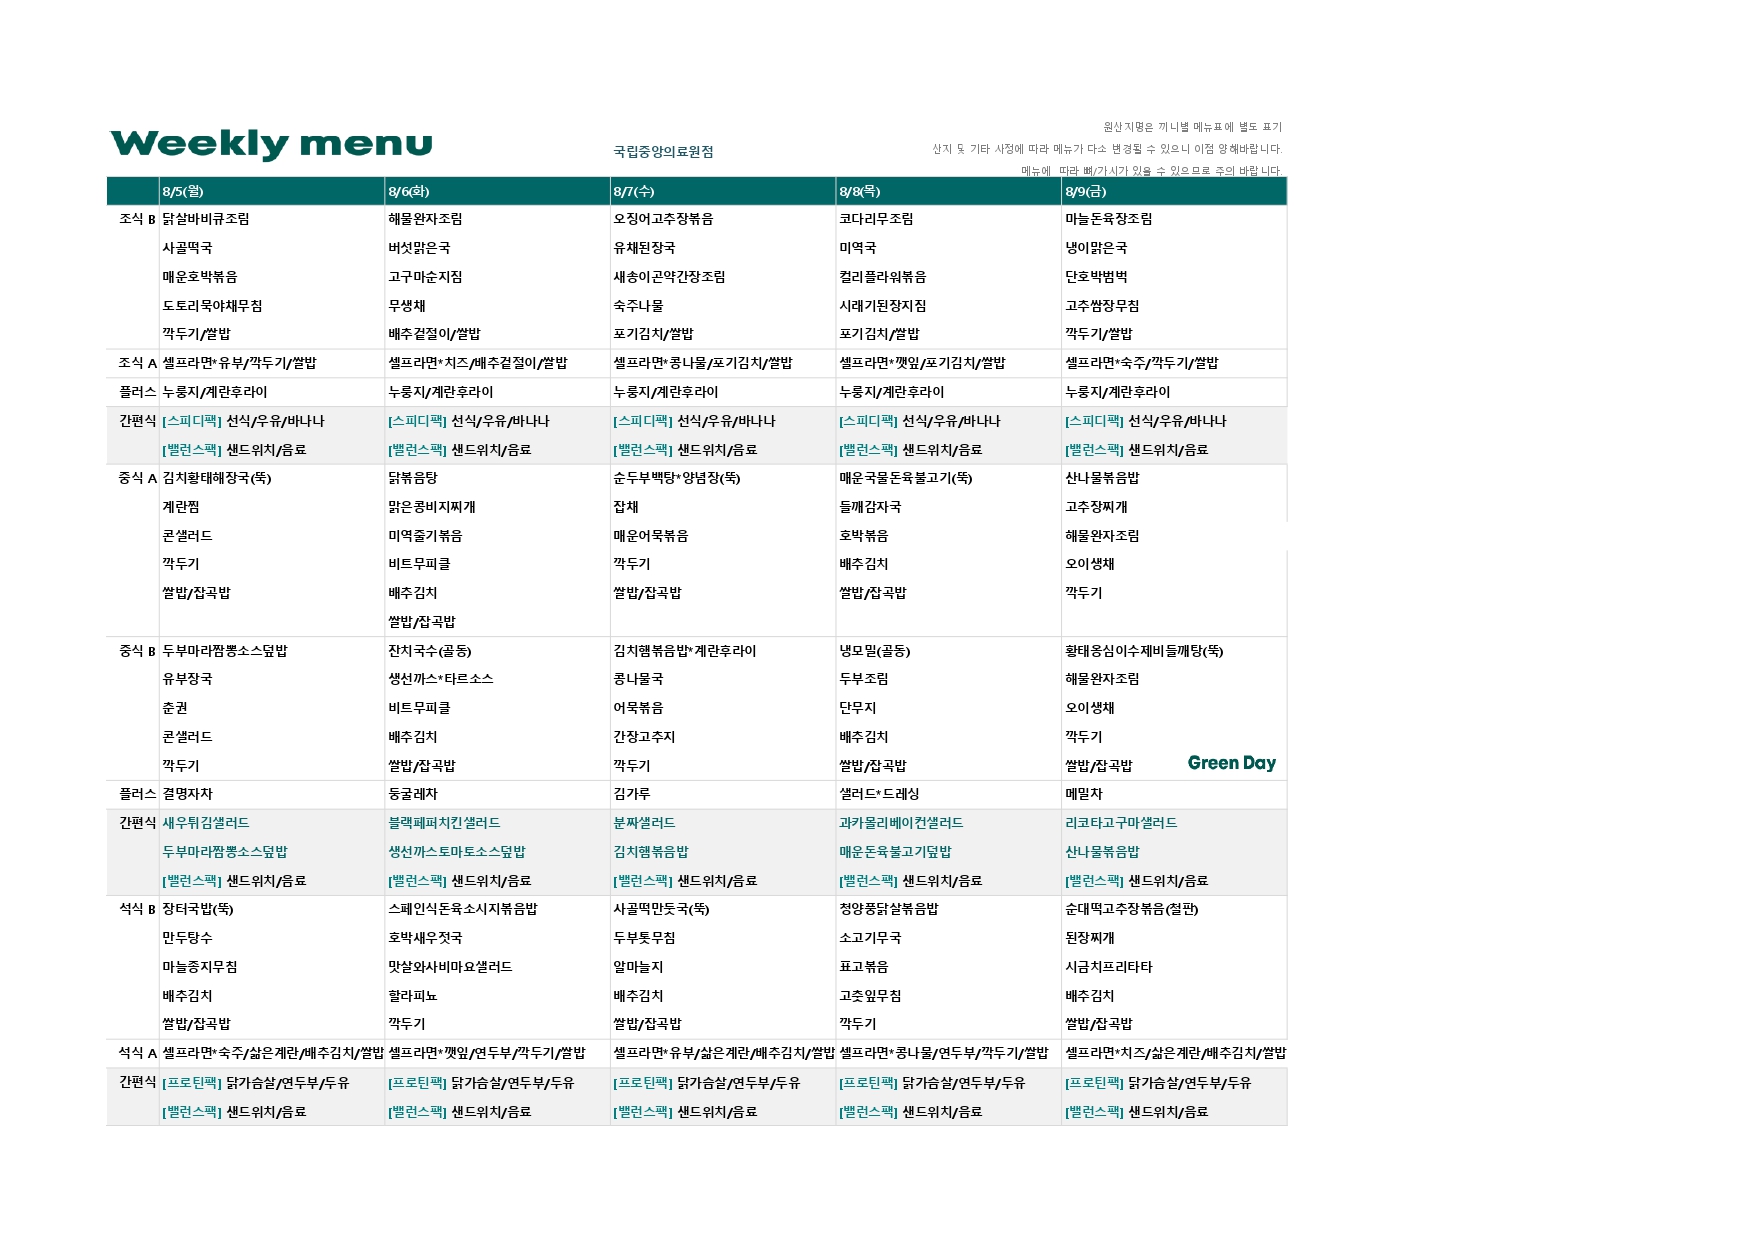 Weekly menu
국립중앙의료원점
원산지명은 끼니별 메뉴표에 별도 표기
산지 및 기타 사정에 따라 메뉴가 다소 변경될 수 있으니 이점 양해바랍니다.
메뉴에 따라 뼈/가시가 있을 수 있으므로 주의 바랍니다.
8/5(월) 8/6(화) 8/7(수) 8/8(목) 8/9(금)
조식 B 닭살바비큐조림 해물완자조림 오징어고추장볶음 코다리무조림 마늘돈육장조림
사골떡국 버섯맑은국 유채된장국 미역국 냉이맑은국
매운호박볶음 고구마순지짐 새송이곤약간장조림 컬리플라워볶음 단호박범벅
도토리묵야채무침 무생채 숙주나물 시래기된장지짐 고추쌈장무침
깍두기/쌀밥 배추겉절이/쌀밥 포기김치/쌀밥 포기김치/쌀밥 깍두기/쌀밥
조식 A 셀프라면*유부/깍두기/쌀밥 셀프라면*치즈/배추겉절이/쌀밥 셀프라면*콩나물/포기김치/쌀밥 셀프라면*깻잎/포기김치/쌀밥 셀프라면*숙주/깍두기/쌀밥
플러스 누룽지/계란후라이 누룽지/계란후라이 누룽지/계란후라이 누룽지/계란후라이 누룽지/계란후라이
간편식 [스피디팩] 선식/우유/바나나 [스피디팩] 선식/우유/바나나 [스피디팩] 선식/우유/바나나 [스피디팩] 선식/우유/바나나 [스피디팩] 선식/우유/바나나
[밸런스팩] 샌드위치/음료 [밸런스팩] 샌드위치/음료 [밸런스팩] 샌드위치/음료 [밸런스팩] 샌드위치/음료 [밸런스팩] 샌드위치/음료
중식 A 김치황태해장국(뚝) 닭볶음탕 순두부백탕*양념장(뚝) 매운국물돈육불고기(뚝) 산나물볶음밥
계란찜 맑은콩비지찌개 잡채 들깨감자국 고추장찌개
콘샐러드 미역줄기볶음 매운어묵볶음 호박볶음 해물완자조림
깍두기 비트무피클 깍두기 배추김치 오이생채
쌀밥/잡곡밥 배추김치 쌀밥/잡곡밥 쌀밥/잡곡밥 깍두기
쌀밥/잡곡밥
중식 B 두부마라짬뽕소스덮밥 잔치국수(골동) 김치햄볶음밥*계란후라이 냉모밀(골동) 황태옹심이수제비들깨탕(뚝)
유부장국 생선까스*타르소스 콩나물국 두부조림 해물완자조림
춘권 비트무피클 어묵볶음 단무지 오이생채
콘샐러드 배추김치 간장고추지 배추김치 깍두기
깍두기 쌀밥/잡곡밥 깍두기 쌀밥/잡곡밥 쌀밥/잡곡밥 Green Day
플러스 결명자차 둥굴레차 김가루 샐러드*드레싱 메밀차
간편식 새우튀김샐러드 블랙페퍼치킨샐러드 분짜샐러드 과카몰리베이컨샐러드 리코타고구마샐러드
두부마라짬뽕소스덮밥 생선까스토마토소스덮밥 김치햄볶음밥 매운돈육불고기덮밥 산나물볶음밥
[밸런스팩] 샌드위치/음료 [밸런스팩] 샌드위치/음료 [밸런스팩] 샌드위치/음료 [밸런스팩] 샌드위치/음료 [밸런스팩] 샌드위치/음료
석식 B 장터국밥(뚝) 스페인식돈육소시지볶음밥 사골떡만둣국(뚝) 청양풍닭살볶음밥 순대떡고추장볶음(철판)
만두탕수 호박새우젓국 두부톳무침 소고기무국 된장찌개
마늘종지무침 맛살와사비마요샐러드 알마늘지 표고볶음 시금치프리타타
배추김치 할라피뇨 배추김치 고춧잎무침 배추김치
쌀밥/잡곡밥 깍두기 쌀밥/잡곡밥 깍두기 쌀밥/잡곡밥
석식 A 셀프라면*숙주/삶은계란/배추김치/쌀밥 셀프라면*깻잎/연두부/깍두기/쌀밥 셀프라면*유부/삶은계란/배추김치/쌀밥 셀프라면*콩나물/연두부/깍두기/쌀밥 셀프라면*치즈/삶은계란/배추김치/쌀밥
간편식 [프로틴팩] 닭가슴살/연두부/두유 [프로틴팩] 닭가슴살/연두부/두유 [프로틴팩] 닭가슴살/연두부/두유 [프로틴팩] 닭가슴살/연두부/두유 [프로틴팩] 닭가슴살/연두부/두유
[밸런스팩] 샌드위치/음료 [밸런스팩] 샌드위치/음료 [밸런스팩] 샌드위치/음료 [밸런스팩] 샌드위치/음료 [밸런스팩] 샌드위치/음료